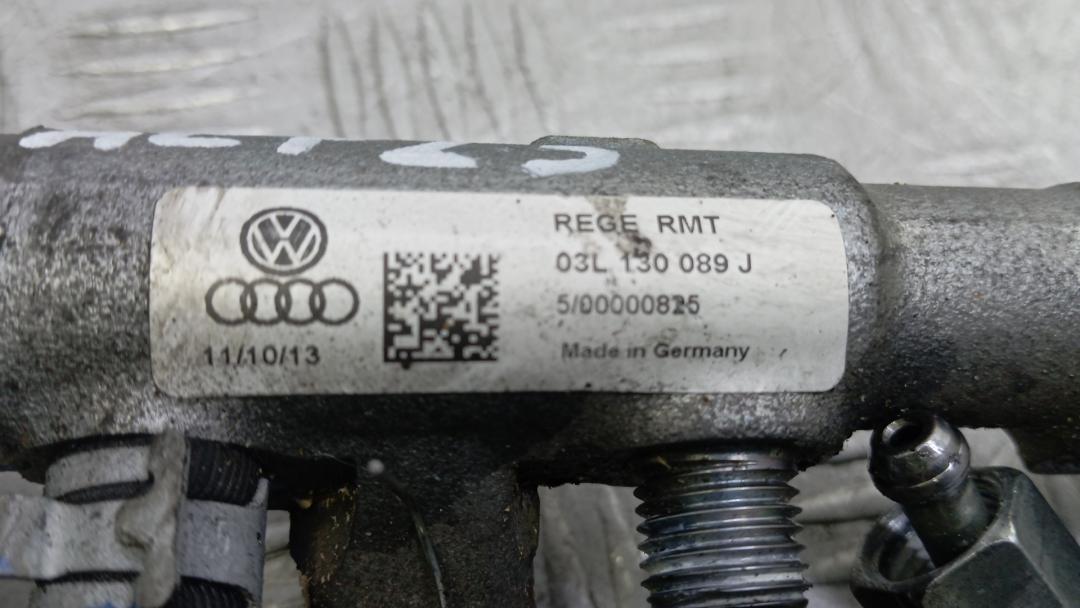 REGE RMT
03L 130 089 J
5/00000825
11/10/13
Made in Germany